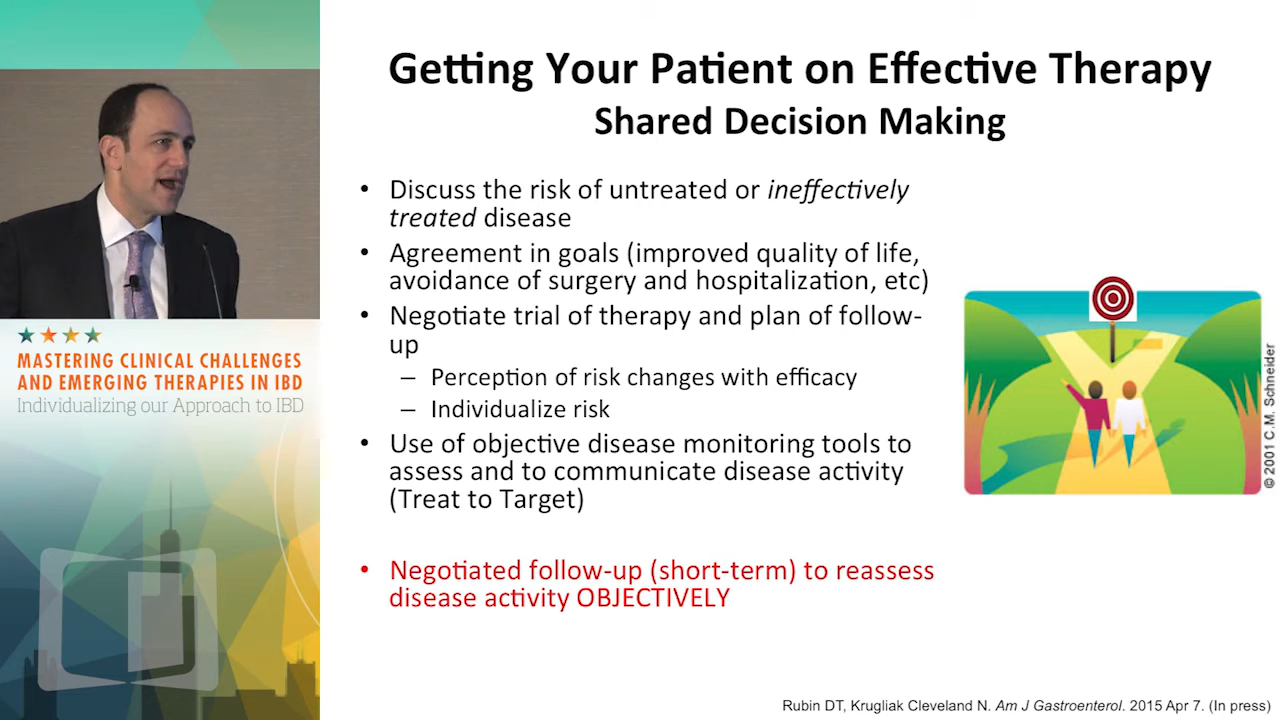 Getting Your Patient on Effective Therapy
Shared Decision Making
• Discuss the risk of untreated or ineffectively
treated disease
• Agreement in goals (improved quality of life,
avoidance of surgery and hospitalization, etc)
• Negotiate trial of therapy and plan of follow-
up
– Perception of risk changes with efficacy
– Individualize risk
• Use of objective disease monitoring tools to
assess and to communicate disease activity
(Treat to Target)
• Negotiated follow-up (short-term) to reassess
disease activity OBJECTIVELY
© 2001 C.M. Schneider
Rubin DT, Krugliak Cleveland N. Am J Gastroenterol. 2015 Apr 7. (In press)
MASTERING CLINICAL CHALLENGES
AND EMERGING THERAPIES IN IBD
Individualizing our Approach to IBD